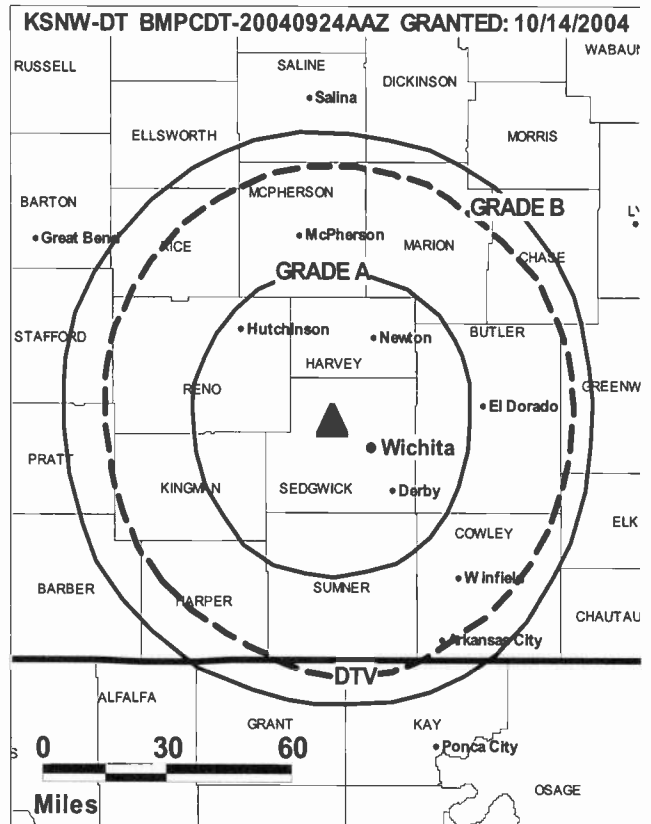 KSNW-DT BMPCDT-20040924AAZ GRANTED: 10/14/2004
WABAUN
RUSSELL
SALINE
DICKINSON
Salina
ELLSWORTH
MORRIS
MCPHERSON
BARTON
GRADE B
LY
Great Bend
McPherson
RICE
MARION
CHASE
GRADE A
Hutchinson
Newton
BUTLER
STAFFORD
HARVEY
RENO
GREENW
El Dorado
Wichita
PRATT
KINGMAN
SEDGWICK
Derby
ELK
COWLEY
Winfield
BARBER
HARPER
SUMNER
CHAUTAU
Arkansas City
DTV
ALFALFA
GRANT
KAY
S
0 30 60
Ponca City
OSAGE
Miles